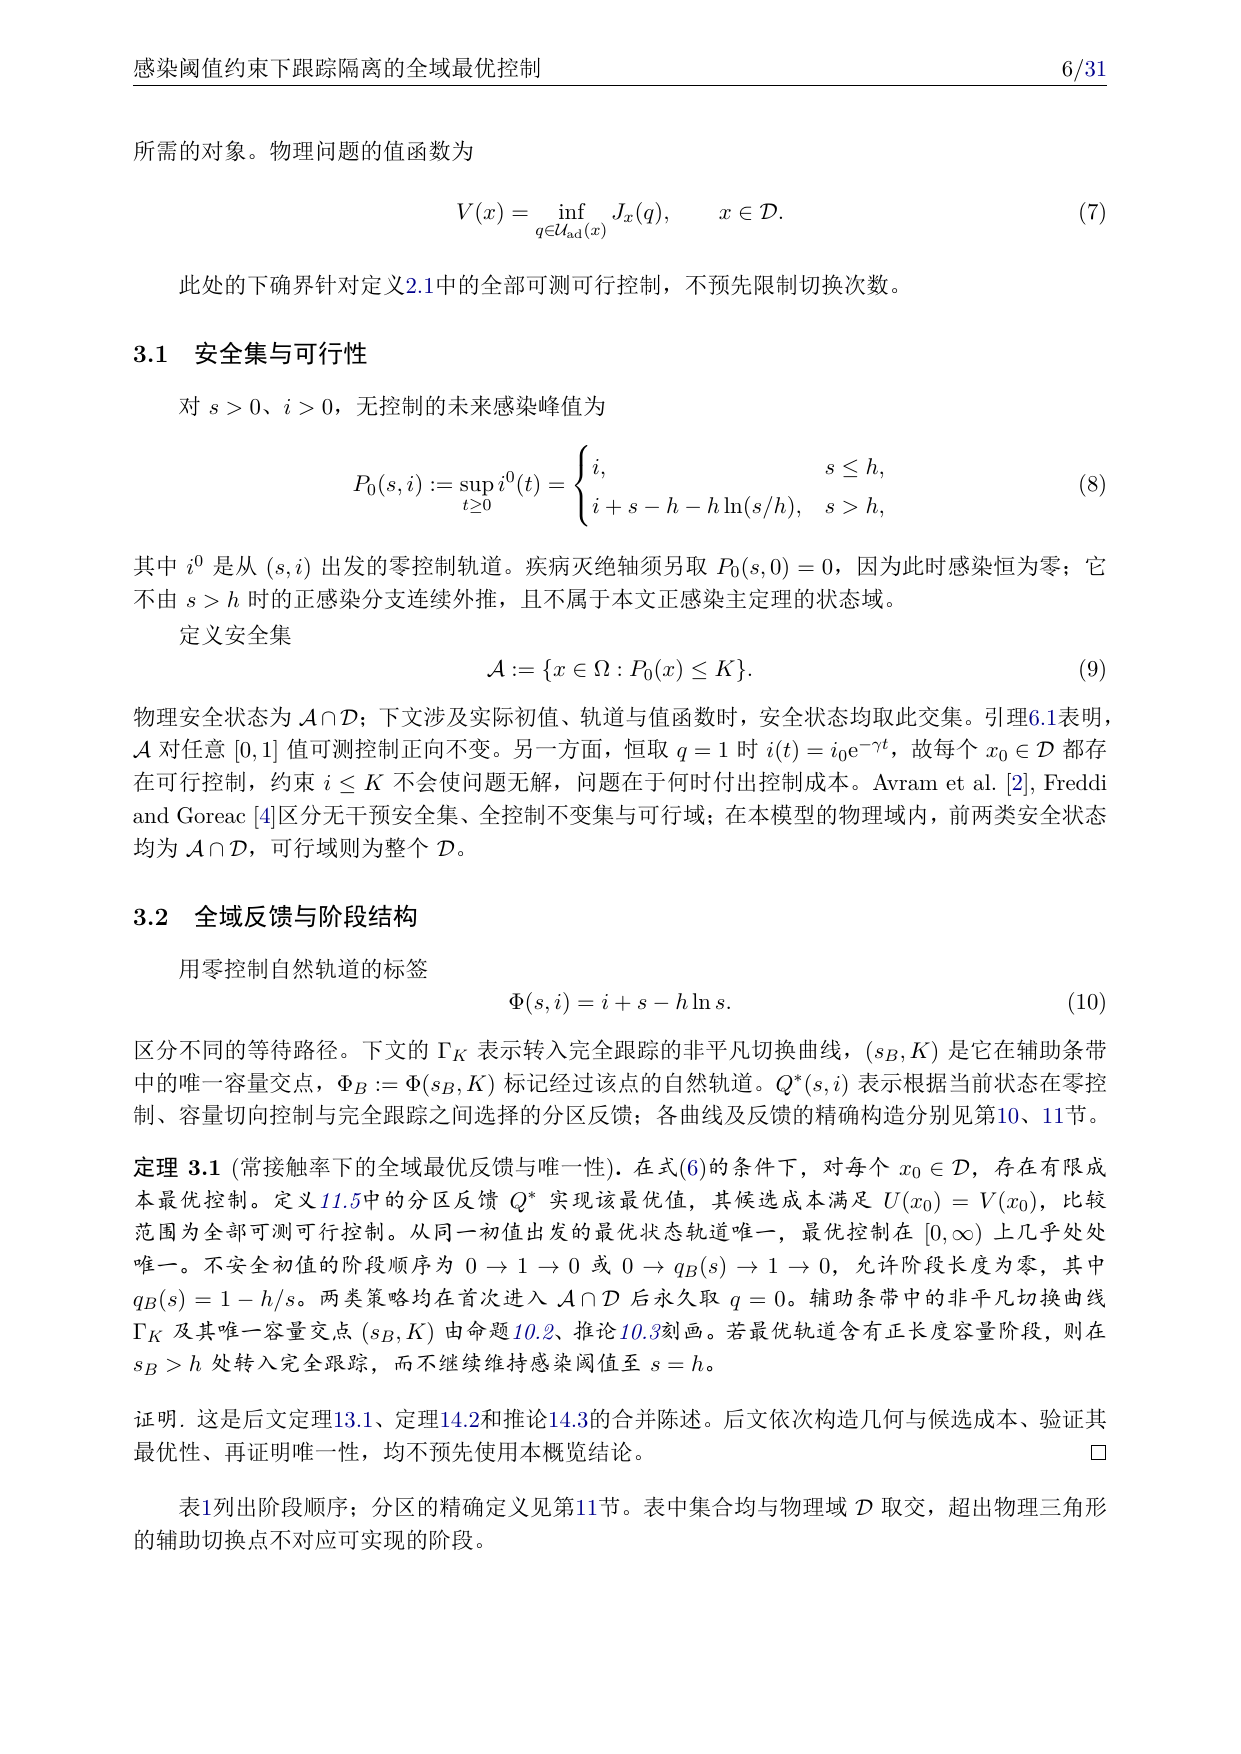 感染阈值约束下跟踪隔离的全域最优控制 6/31
所需的对象。物理问题的值函数为
V(x) = inf_{q∈𝒰_ad(x)} J_x(q), x ∈ 𝒟. (7)
此处的下确界针对定义2.1中的全部可测可行控制，不预先限制切换次数。
3.1 安全集与可行性
对 s > 0、i > 0，无控制的未来感染峰值为
P_0(s, i) := sup_{t≥0} i^0(t) = { i, s ≤ h,
i + s − h − h ln(s/h), s > h, (8)
其中 i^0 是从 (s, i) 出发的零控制轨道。疾病灭绝轴须另取 P_0(s, 0) = 0，因为此时感染恒为零；它
不由 s > h 时的正感染分支连续外推，且不属于本文正感染主定理的状态域。
定义安全集
𝒜 := {x ∈ Ω : P_0(x) ≤ K}. (9)
物理安全状态为 𝒜∩𝒟；下文涉及实际初值、轨道与值函数时，安全状态均取此交集。引理6.1表明，
𝒜 对任意 [0, 1] 值可测控制正向不变。另一方面，恒取 q = 1 时 i(t) = i_0e^{−γt}，故每个 x_0 ∈ 𝒟 都存
在可行控制，约束 i ≤ K 不会使问题无解，问题在于何时付出控制成本。Avram et al. [2], Freddi
and Goreac [4]区分无干预安全集、全控制不变集与可行域；在本模型的物理域内，前两类安全状态
均为 𝒜 ∩ 𝒟，可行域则为整个 𝒟。
3.2 全域反馈与阶段结构
用零控制自然轨道的标签
Φ(s, i) = i + s − h ln s. (10)
区分不同的等待路径。下文的 Γ_K 表示转入完全跟踪的非平凡切换曲线，(s_B, K) 是它在辅助条带
中的唯一容量交点，Φ_B := Φ(s_B, K) 标记经过该点的自然轨道。Q^*(s, i) 表示根据当前状态在零控
制、容量切向控制与完全跟踪之间选择的分区反馈；各曲线及反馈的精确构造分别见第10、11节。
定理 3.1 (常接触率下的全域最优反馈与唯一性). 在式(6)的条件下，对每个 x_0 ∈ 𝒟，存在有限成
本最优控制。定义11.5中的分区反馈 Q^* 实现该最优值，其候选成本满足 U(x_0) = V(x_0)，比较
范围为全部可测可行控制。从同一初值出发的最优状态轨道唯一，最优控制在 [0, ∞) 上几乎处处
唯一。不安全初值的阶段顺序为 0 → 1 → 0 或 0 → q_B(s) → 1 → 0，允许阶段长度为零，其中
q_B(s) = 1 − h/s。两类策略均在首次进入 𝒜 ∩ 𝒟 后永久取 q = 0。辅助条带中的非平凡切换曲线
Γ_K 及其唯一容量交点 (s_B, K) 由命题10.2、推论10.3刻画。若最优轨道含有正长度容量阶段，则在
s_B > h 处转入完全跟踪，而不继续维持感染阈值至 s = h。
证明. 这是后文定理13.1、定理14.2和推论14.3的合并陈述。后文依次构造几何与候选成本、验证其
最优性、再证明唯一性，均不预先使用本概览结论。 □
表1列出阶段顺序；分区的精确定义见第11节。表中集合均与物理域 𝒟 取交，超出物理三角形
的辅助切换点不对应可实现的阶段。